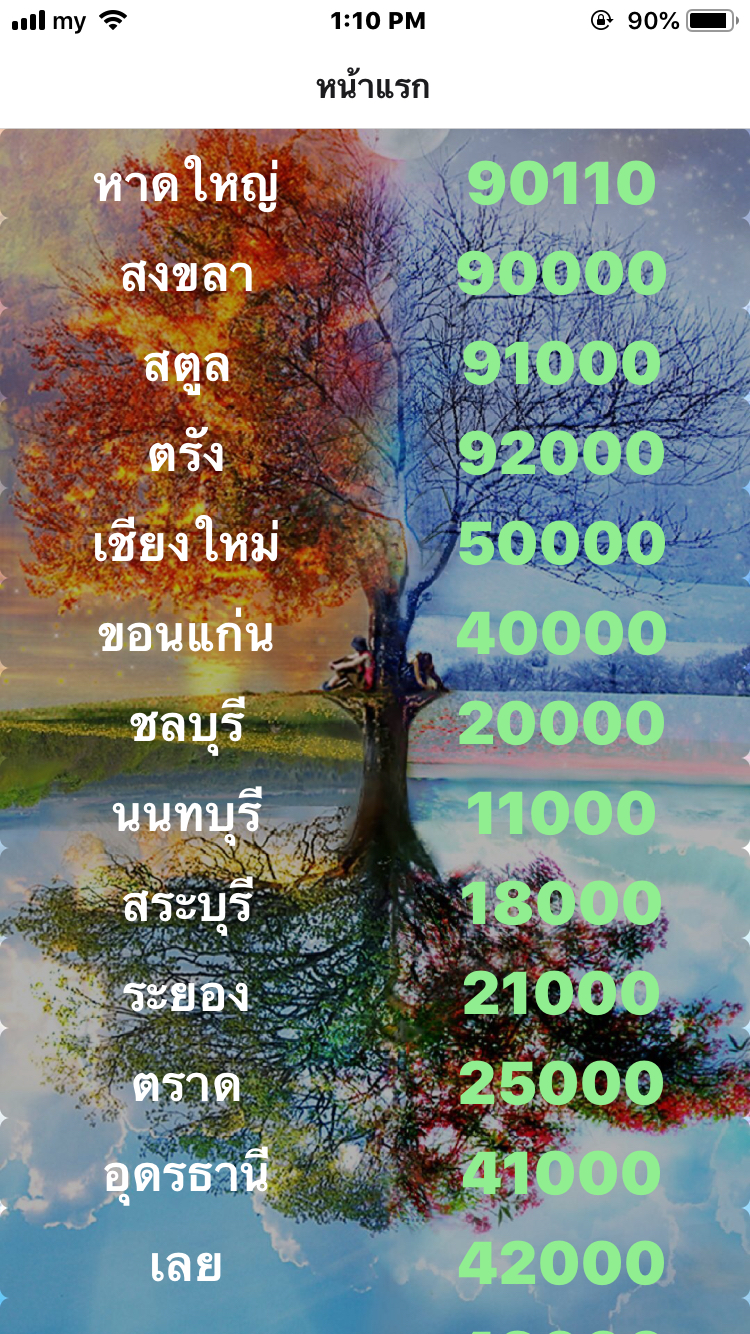 my 1:10 PM 90%
หน้าแรก
หาดใหญ่ 90110
สงขลา 90000
สตูล 91000
ตรัง 92000
เชียงใหม่ 50000
ขอนแก่น 40000
ชลบุรี 20000
นนทบุรี 11000
สระบุรี 18000
ระยอง 21000
ตราด 25000
อุดรธานี 41000
เลย 42000